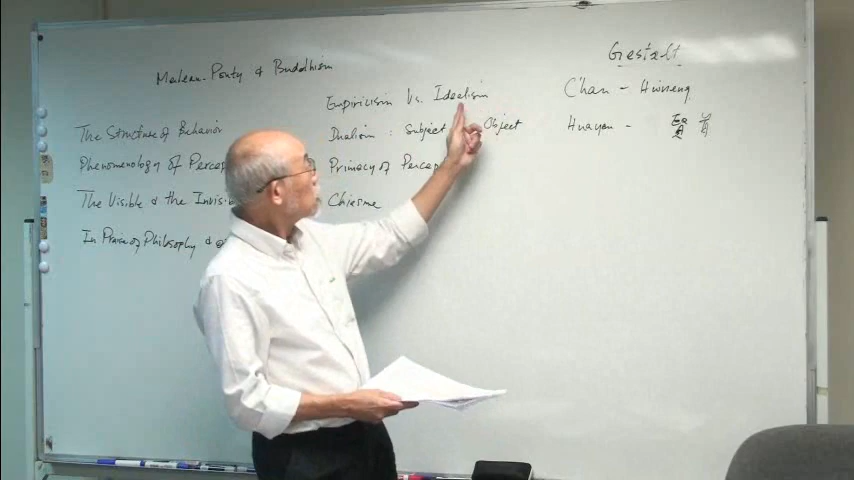 Merleau-Ponty & Buddhism
Gestalt
Empiricism Vs. Idealism
Chan - Huineng
The Structure of Behavior
Dualism : Subject Object
Huayan -
Phenomenology of Percep
Primacy of Percep
The Visible & the Invisib
Chiasme
In Praise of Philosophy &